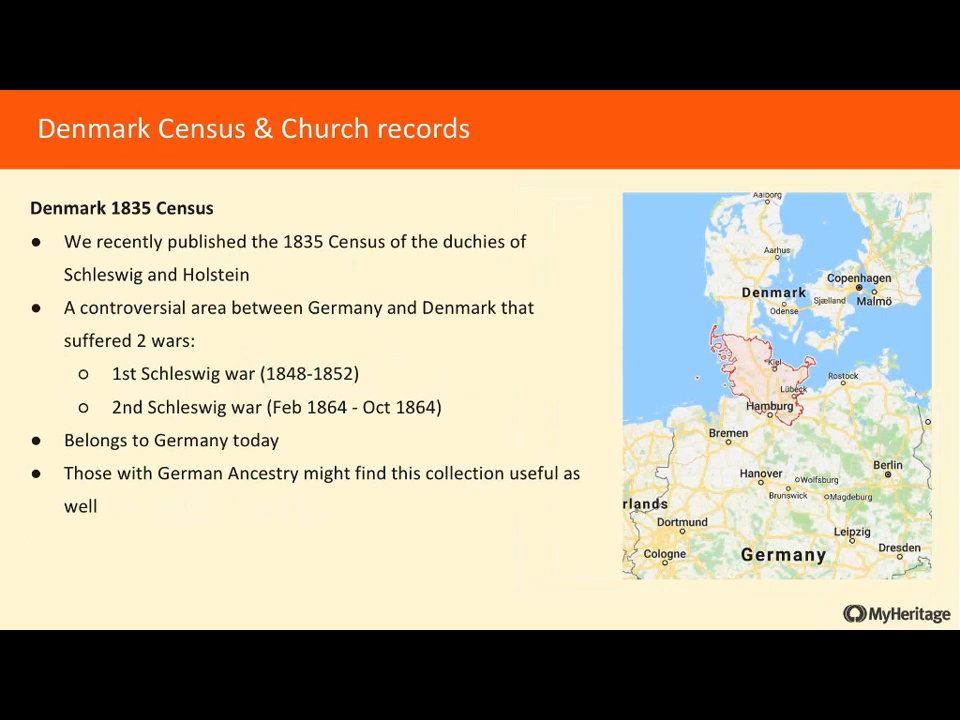 Denmark Census & Church records
Denmark 1835 Census
● We recently published the 1835 Census of the duchies of
Schleswig and Holstein
● A controversial area between Germany and Denmark that
suffered 2 wars:
○ 1st Schleswig war (1848-1852)
○ 2nd Schleswig war (Feb 1864 - Oct 1864)
● Belongs to Germany today
● Those with German Ancestry might find this collection useful as
well
Aalborg
Aarhus
Copenhagen
Denmark
Sjælland
Malmö
Odense
Kiel
Rostock
Lübeck
Hamburg
Bremen
Berlin
Hanover
Wolfsburg
Brunswick
Magdeburg
rlands
Dortmund
Leipzig
Cologne
Germany
Dresden
MyHeritage